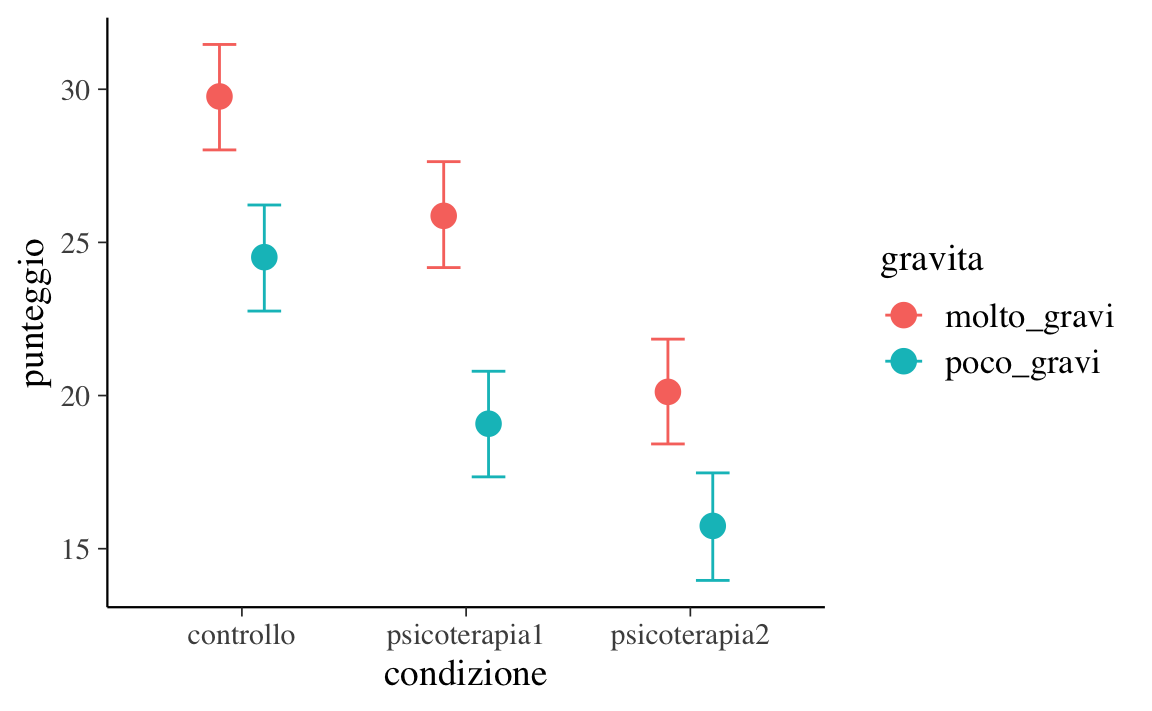 punteggio
30
25
20
15
controllo
psicoterapia1
psicoterapia2
condizione
gravita
molto_gravi
poco_gravi